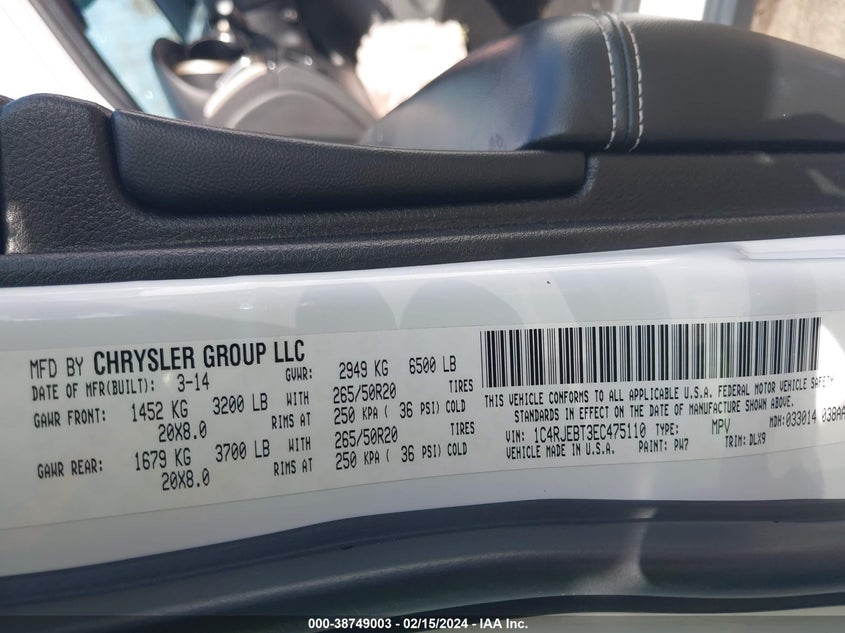 MFD BY CHRYSLER GROUP LLC
DATE OF MFR(BUILT): 3-14 GVWR: 2949 KG 6500 LB
GAWR FRONT: 1452 KG 3200 LB WITH 265/50R20 TIRES
20X8.0 RIMS AT 250 KPA ( 36 PSI) COLD
GAWR REAR: 1679 KG 3700 LB WITH 265/50R20 TIRES
20X8.0 RIMS AT 250 KPA ( 36 PSI) COLD
THIS VEHICLE CONFORMS TO ALL APPLICABLE U.S.A. FEDERAL MOTOR VEHICLE SAFETY
STANDARDS IN EFFECT ON THE DATE OF MANUFACTURE SHOWN ABOVE.
VIN: 1C4RJEBT3EC475110 TYPE: MPV MDH: 033014 038AA
VEHICLE MADE IN U.S.A. PAINT: PW7 TRIM: DLX9
000-38749003 — 02/15/2024 — IAA Inc.